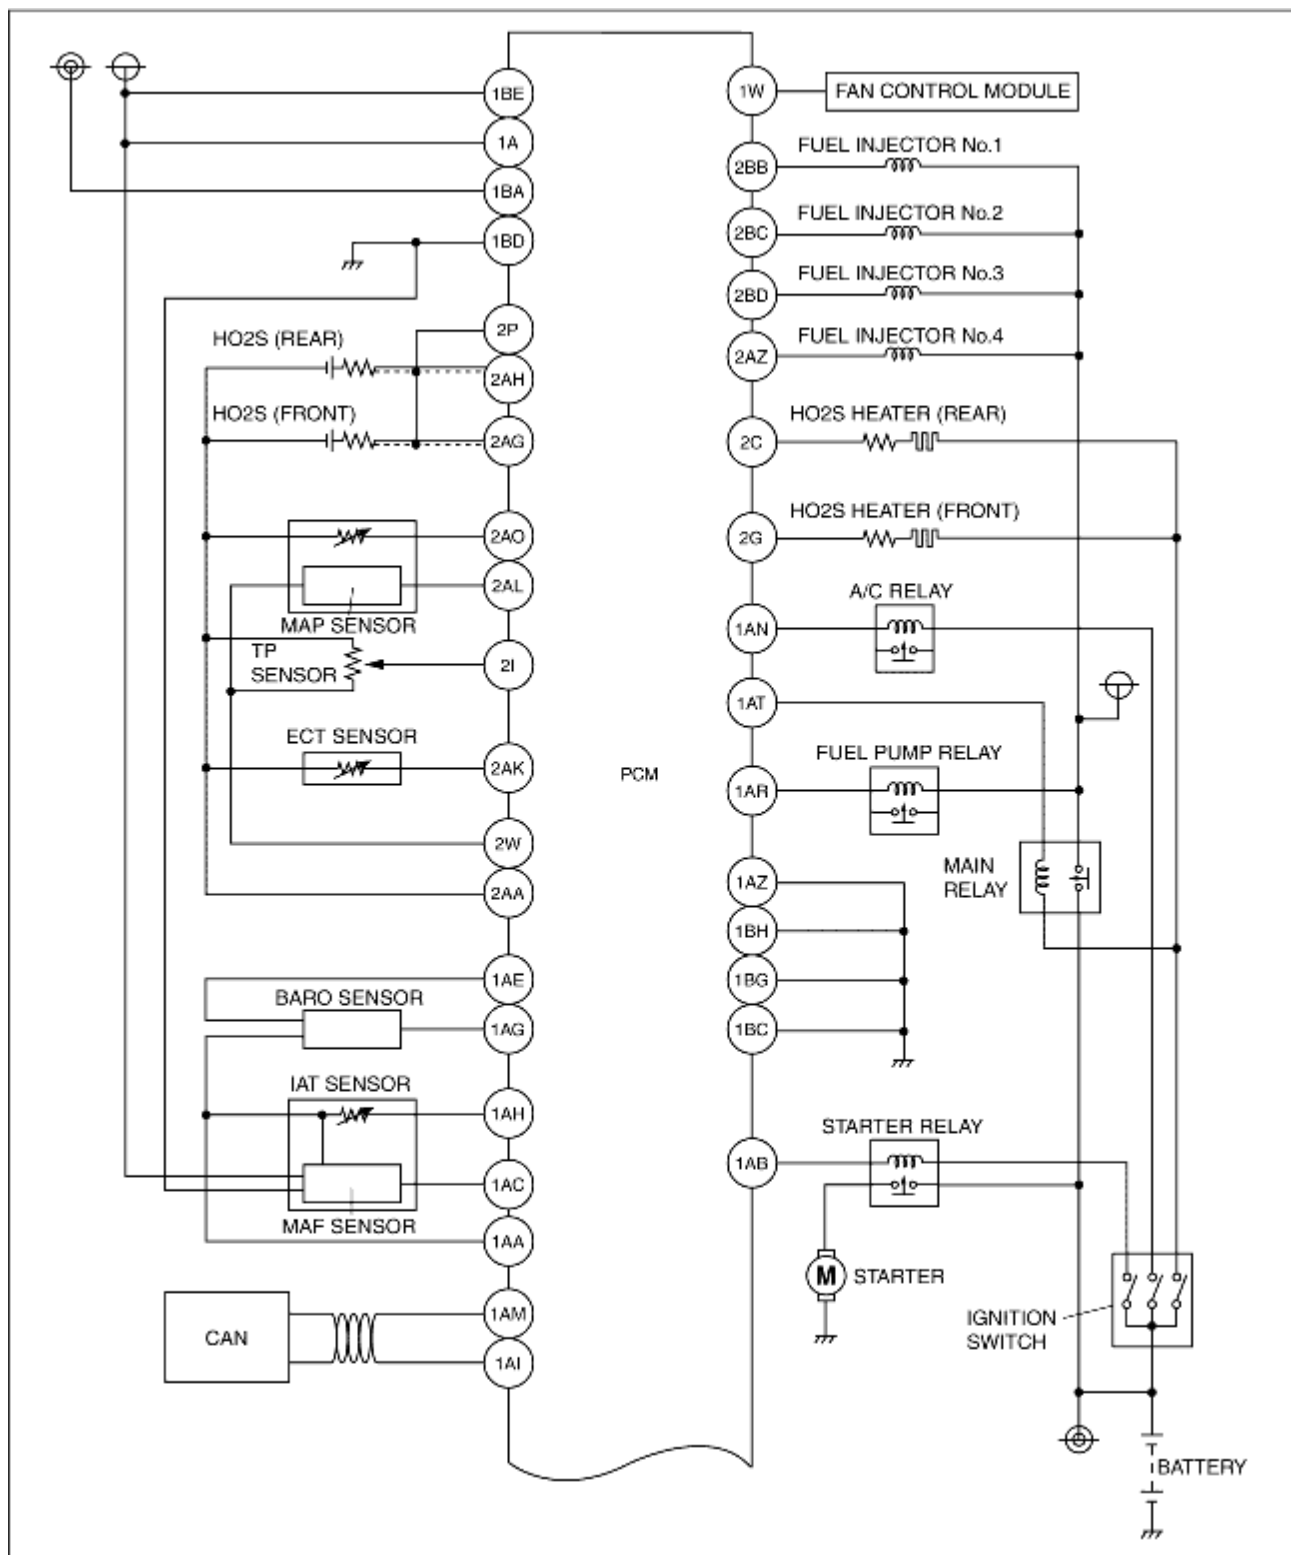 1BE
1A
1BA
1BD
2P
HO2S (REAR)
2AH
HO2S (FRONT)
2AG
2AO
2AL
MAP SENSOR
TP
SENSOR
2I
ECT SENSOR
2AK
2W
2AA
1AE
BARO SENSOR
1AG
IAT SENSOR
1AH
1AC
MAF SENSOR
1AA
CAN
1AM
1AI
PCM
1W
FAN CONTROL MODULE
FUEL INJECTOR No.1
2BB
FUEL INJECTOR No.2
2BC
FUEL INJECTOR No.3
2BD
FUEL INJECTOR No.4
2AZ
HO2S HEATER (REAR)
2C
HO2S HEATER (FRONT)
2G
A/C RELAY
1AN
1AT
FUEL PUMP RELAY
1AR
MAIN
RELAY
1AZ
1BH
1BG
1BC
STARTER RELAY
1AB
M
STARTER
IGNITION
SWITCH
BATTERY